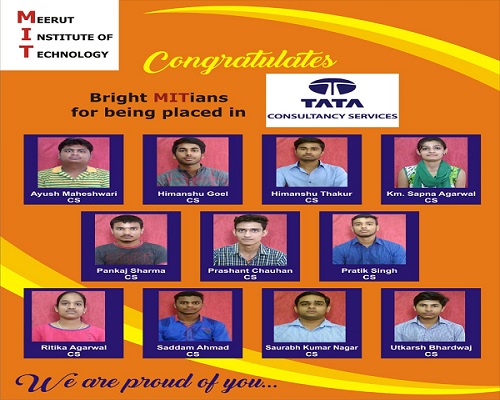 MEERUT
INSTITUTE OF
TECHNOLOGY
Congratulates
Bright MITians
for being placed in
TATA
CONSULTANCY SERVICES
Ayush Maheshwari
CS
Himanshu Goel
CS
Himanshu Thakur
CS
Km. Sapna Agarwal
CS
Pankaj Sharma
CS
Prashant Chauhan
CS
Pratik Singh
CS
Ritika Agarwal
CS
Saddam Ahmad
CS
Saurabh Kumar Nagar
CS
Utkarsh Bhardwaj
CS
We are proud of you...